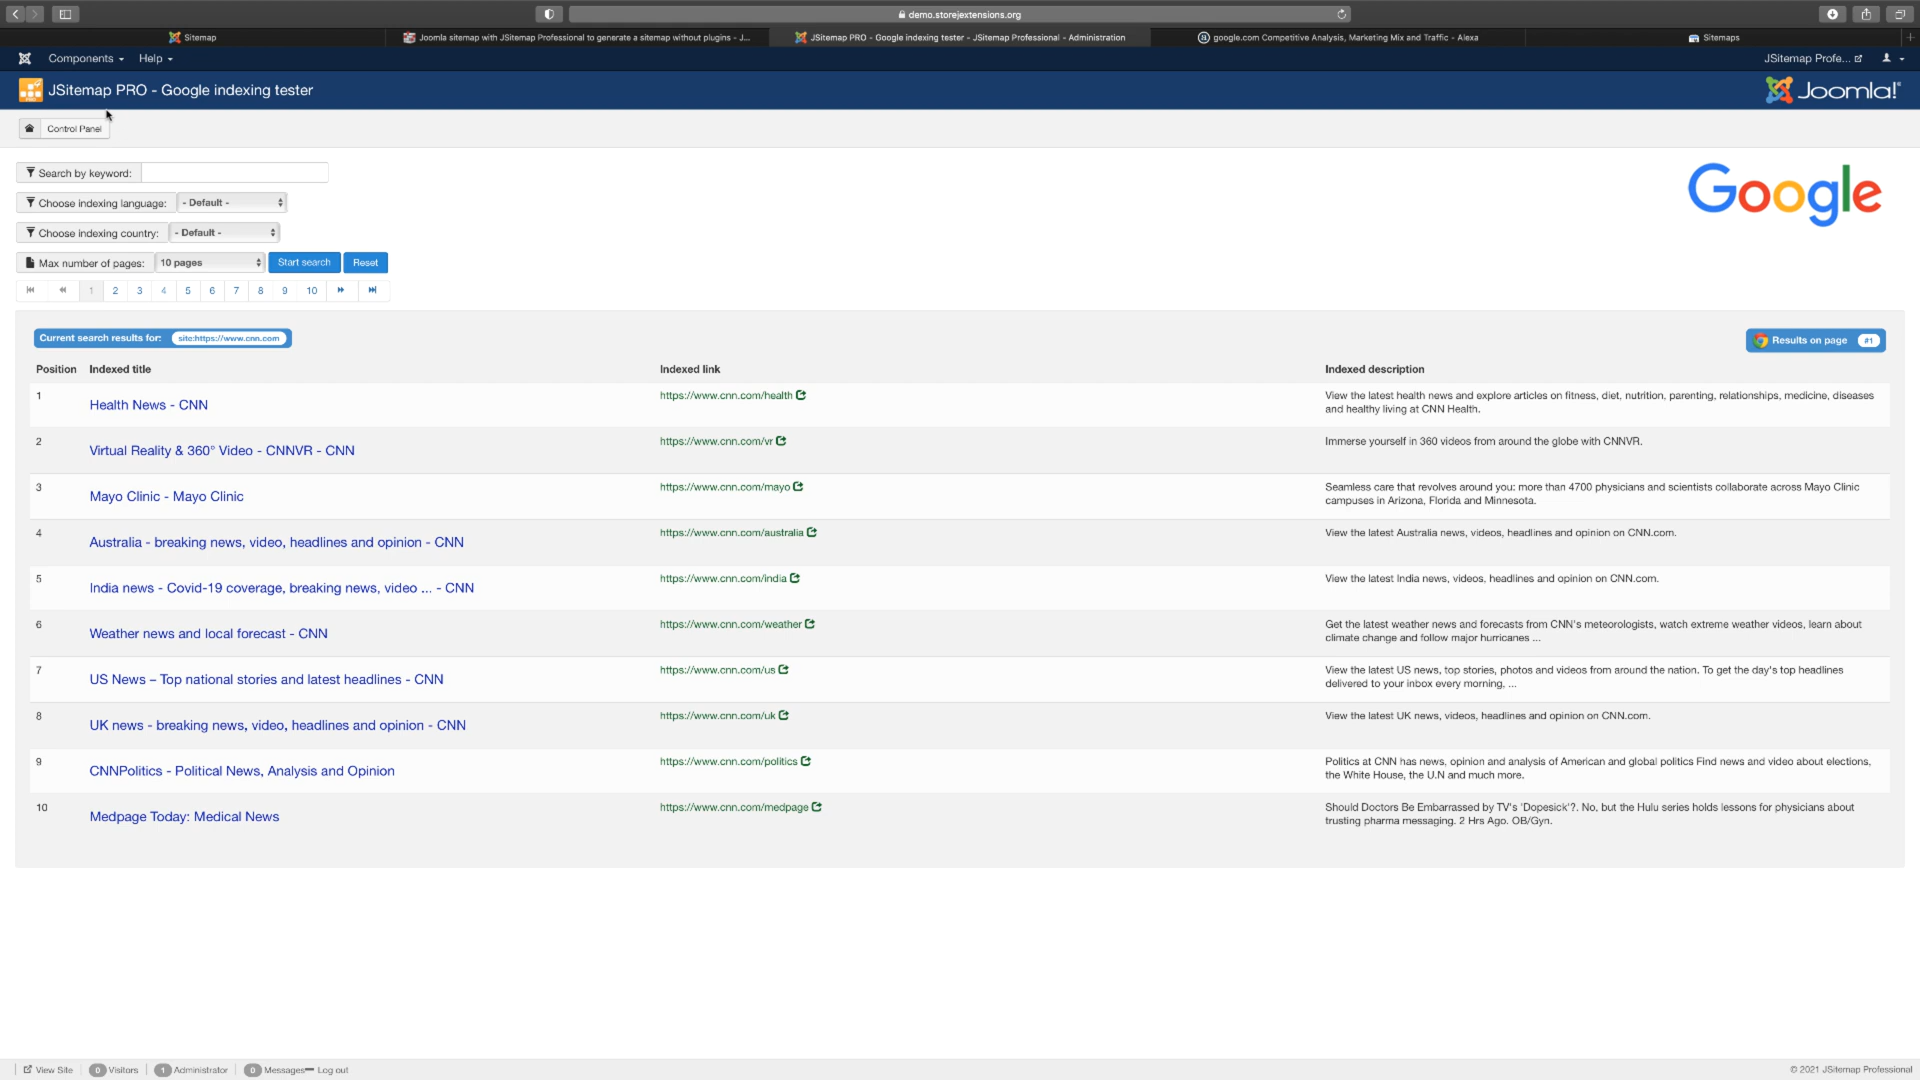 demo.storejextensions.org
Sitemap
Joomla sitemap with JSitemap Professional to generate a sitemap without plugins - J...
JSitemap PRO - Google indexing tester - JSitemap Professional - Administration
google.com Competitive Analysis, Marketing Mix and Traffic - Alexa
Sitemaps
Components
Help
JSitemap Profe...
JSitemap PRO - Google indexing tester
Joomla!®
Control Panel
Search by keyword:
Choose indexing language: - Default -
Choose indexing country: - Default -
Max number of pages: 10 pages Start search Reset
1 2 3 4 5 6 7 8 9 10
Google
Current search results for: site:https://www.cnn.com
Results on page #1
Position Indexed title Indexed link Indexed description
1 Health News - CNN https://www.cnn.com/health View the latest health news and explore articles on fitness, diet, nutrition, parenting, relationships, medicine, diseases
and healthy living at CNN Health.
2 Virtual Reality & 360° Video - CNNVR - CNN https://www.cnn.com/vr Immerse yourself in 360 videos from around the globe with CNNVR.
3 Mayo Clinic - Mayo Clinic https://www.cnn.com/mayo Seamless care that revolves around you: more than 4700 physicians and scientists collaborate across Mayo Clinic
campuses in Arizona, Florida and Minnesota.
4 Australia - breaking news, video, headlines and opinion - CNN https://www.cnn.com/australia View the latest Australia news, videos, headlines and opinion on CNN.com.
5 India news - Covid-19 coverage, breaking news, video ... - CNN https://www.cnn.com/india View the latest India news, videos, headlines and opinion on CNN.com.
6 Weather news and local forecast - CNN https://www.cnn.com/weather Get the latest weather news and forecasts from CNN's meteorologists, watch extreme weather videos, learn about
climate change and follow major hurricanes ...
7 US News – Top national stories and latest headlines - CNN https://www.cnn.com/us View the latest US news, top stories, photos and videos from around the nation. To get the day's top headlines
delivered to your inbox every morning, ...
8 UK news - breaking news, video, headlines and opinion - CNN https://www.cnn.com/uk View the latest UK news, videos, headlines and opinion on CNN.com.
9 CNNPolitics - Political News, Analysis and Opinion https://www.cnn.com/politics Politics at CNN has news, opinion and analysis of American and global politics Find news and video about elections,
the White House, the U.N and much more.
10 Medpage Today: Medical News https://www.cnn.com/medpage Should Doctors Be Embarrassed by TV's 'Dopesick'?. No, but the Hulu series holds lessons for physicians about
trusting pharma messaging. 2 Hrs Ago. OB/Gyn.
View Site 0 Visitors 1 Administrator 0 Messages Log out
© 2021 JSitemap Professional